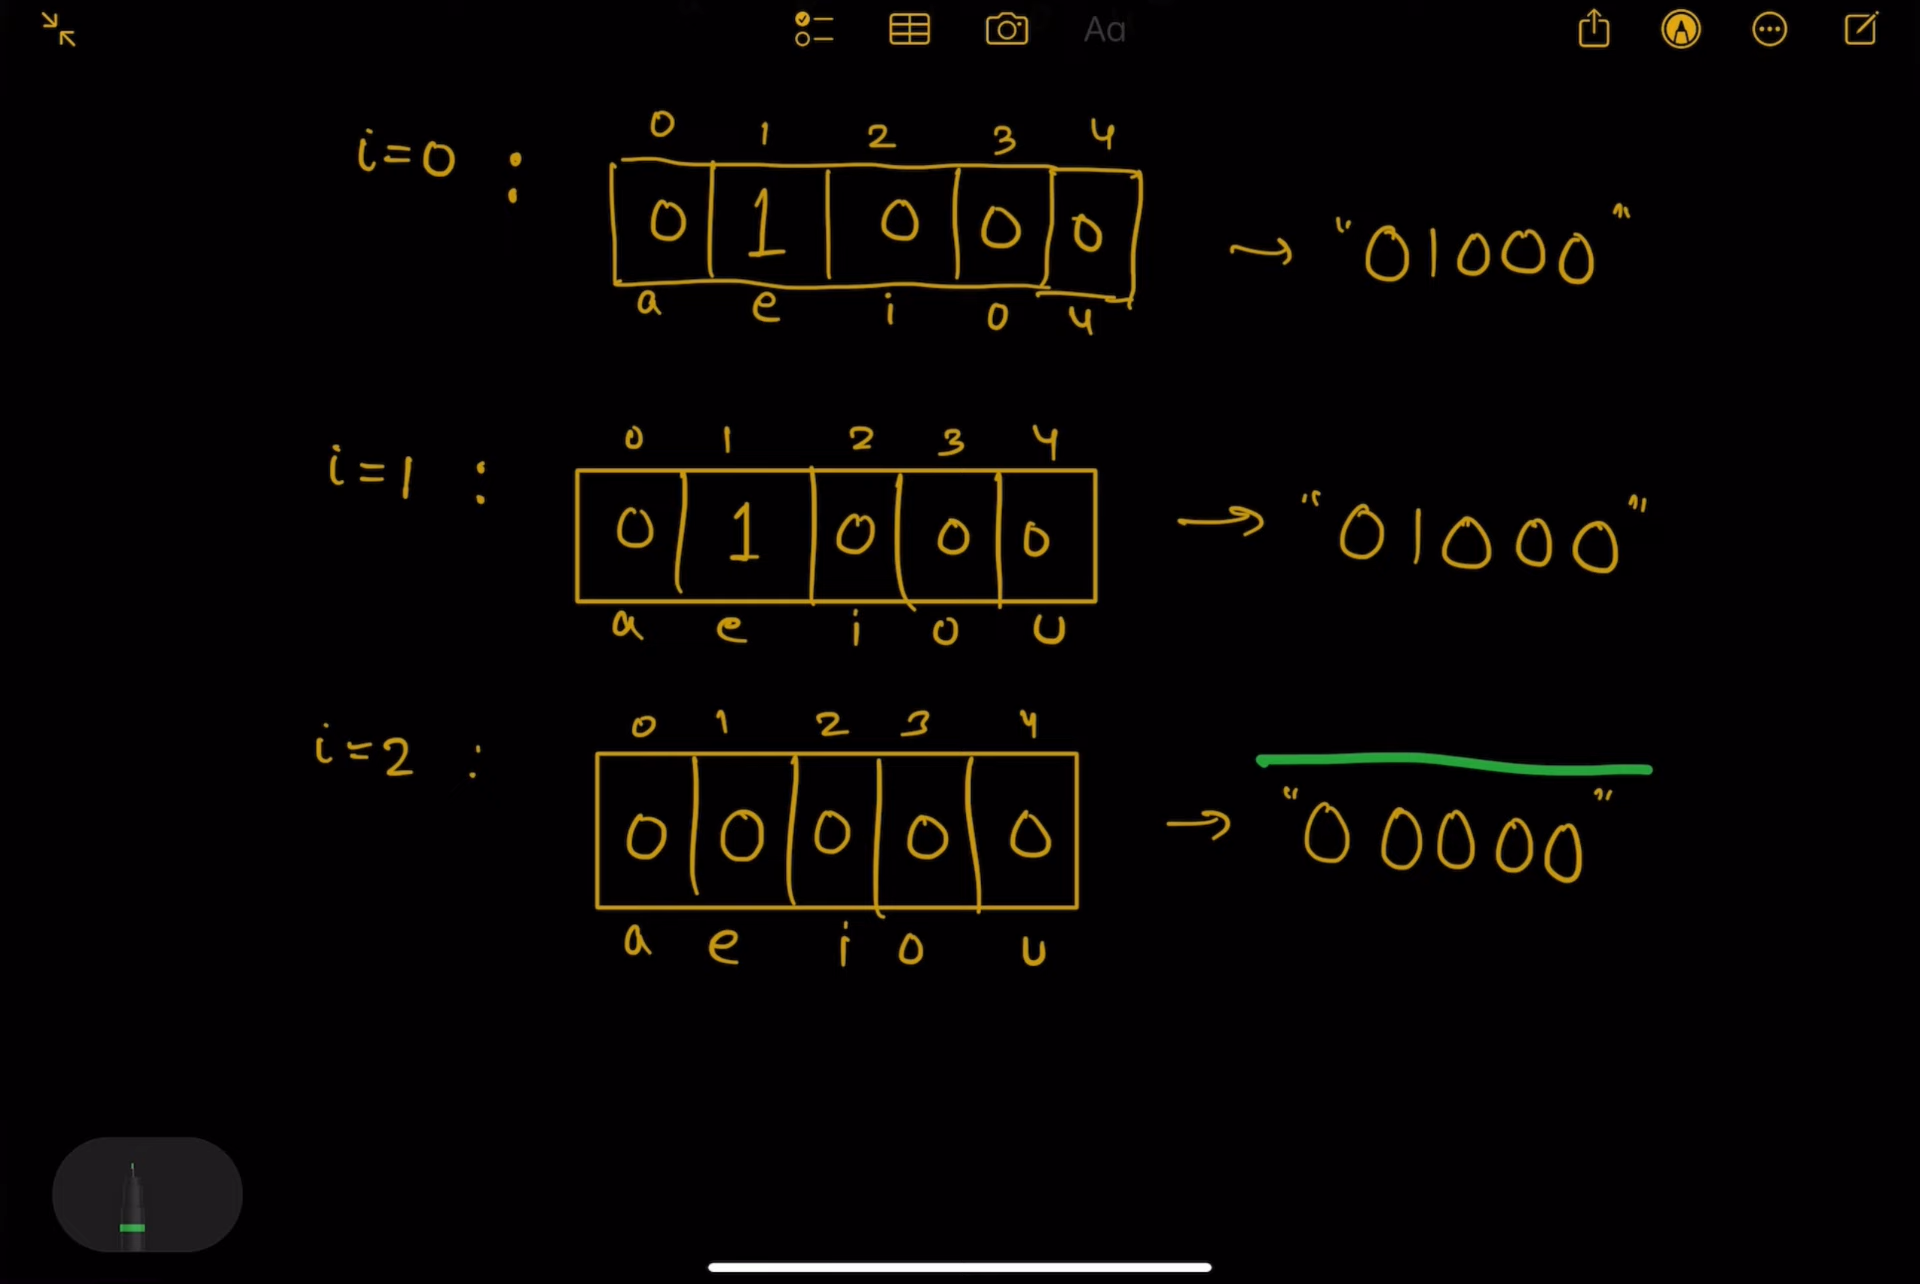 Aa
0 1 2 3 4
i=0 :
0 1 0 0 0 → "01000"
a e i o u
0 1 2 3 4
i=1 :
0 1 0 0 0 → "01000"
a e i o u
0 1 2 3 4
i=2 :
0 0 0 0 0 → "00000"
a e i o u